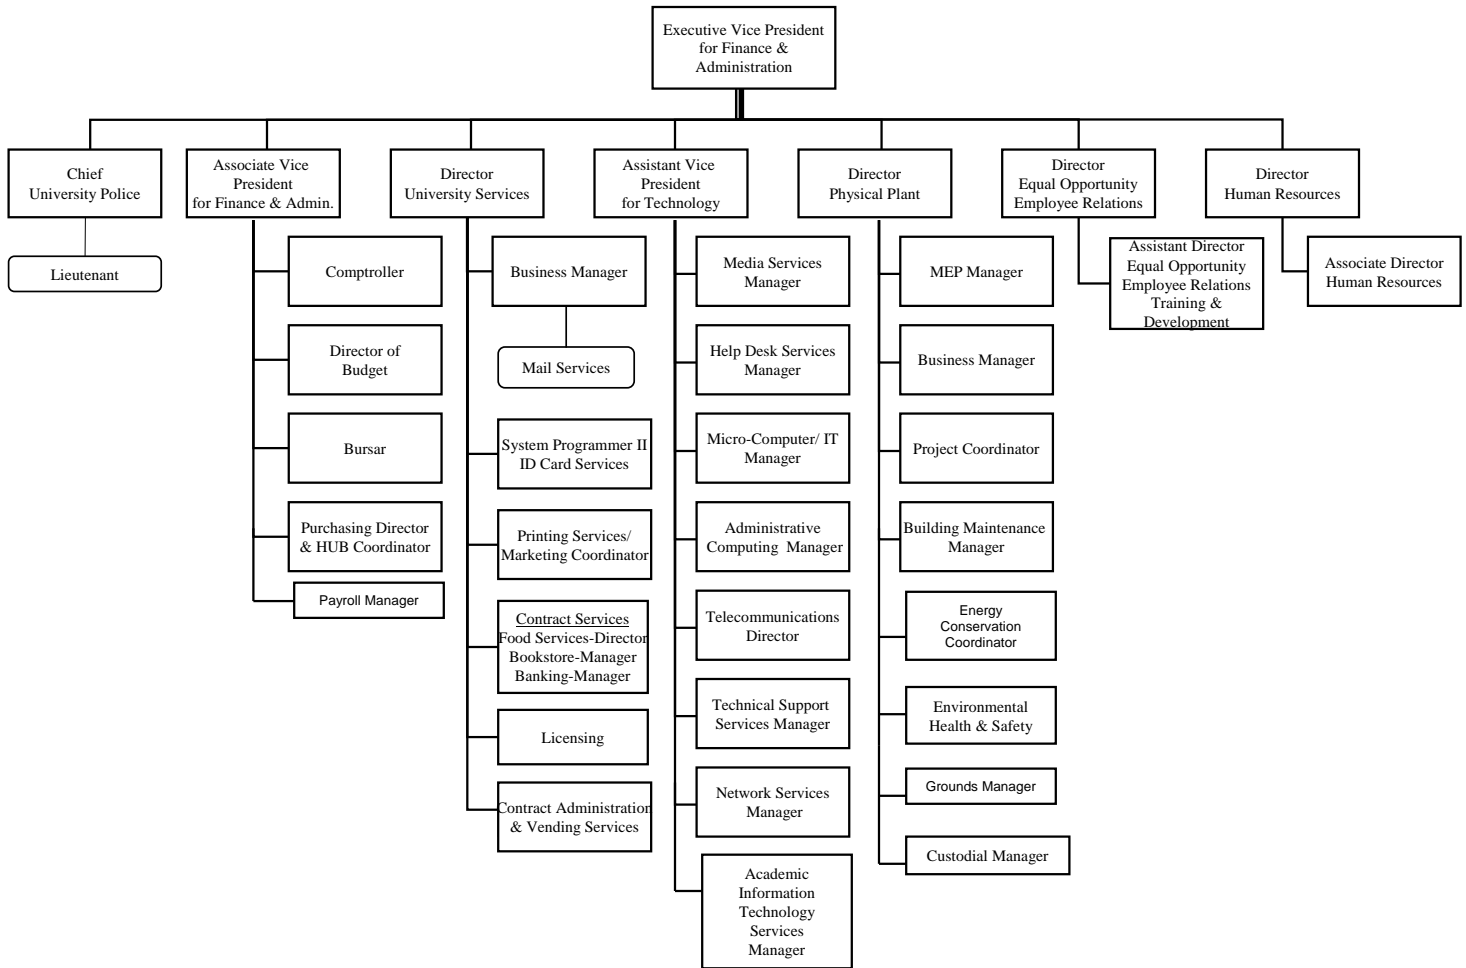 Executive Vice President
for Finance &
Administration
Chief
University Police
Associate Vice
President
for Finance & Admin.
Director
University Services
Assistant Vice
President
for Technology
Director
Physical Plant
Director
Equal Opportunity
Employee Relations
Director
Human Resources
Lieutenant
Comptroller
Director of
Budget
Bursar
Purchasing Director
& HUB Coordinator
Payroll Manager
Business Manager
Mail Services
System Programmer II
ID Card Services
Printing Services/
Marketing Coordinator
Contract Services
Food Services-Director
Bookstore-Manager
Banking-Manager
Licensing
Contract Administration
& Vending Services
Media Services
Manager
Help Desk Services
Manager
Micro-Computer/ IT
Manager
Administrative
Computing  Manager
Telecommunications
Director
Technical Support
Services Manager
Network Services
Manager
Academic
Information
Technology
Services
Manager
MEP Manager
Business Manager
Project Coordinator
Building Maintenance
Manager
Energy
Conservation
Coordinator
Environmental
Health & Safety
Grounds Manager
Custodial Manager
Assistant Director
Equal Opportunity
Employee Relations
Training &
Development
Associate Director
Human Resources